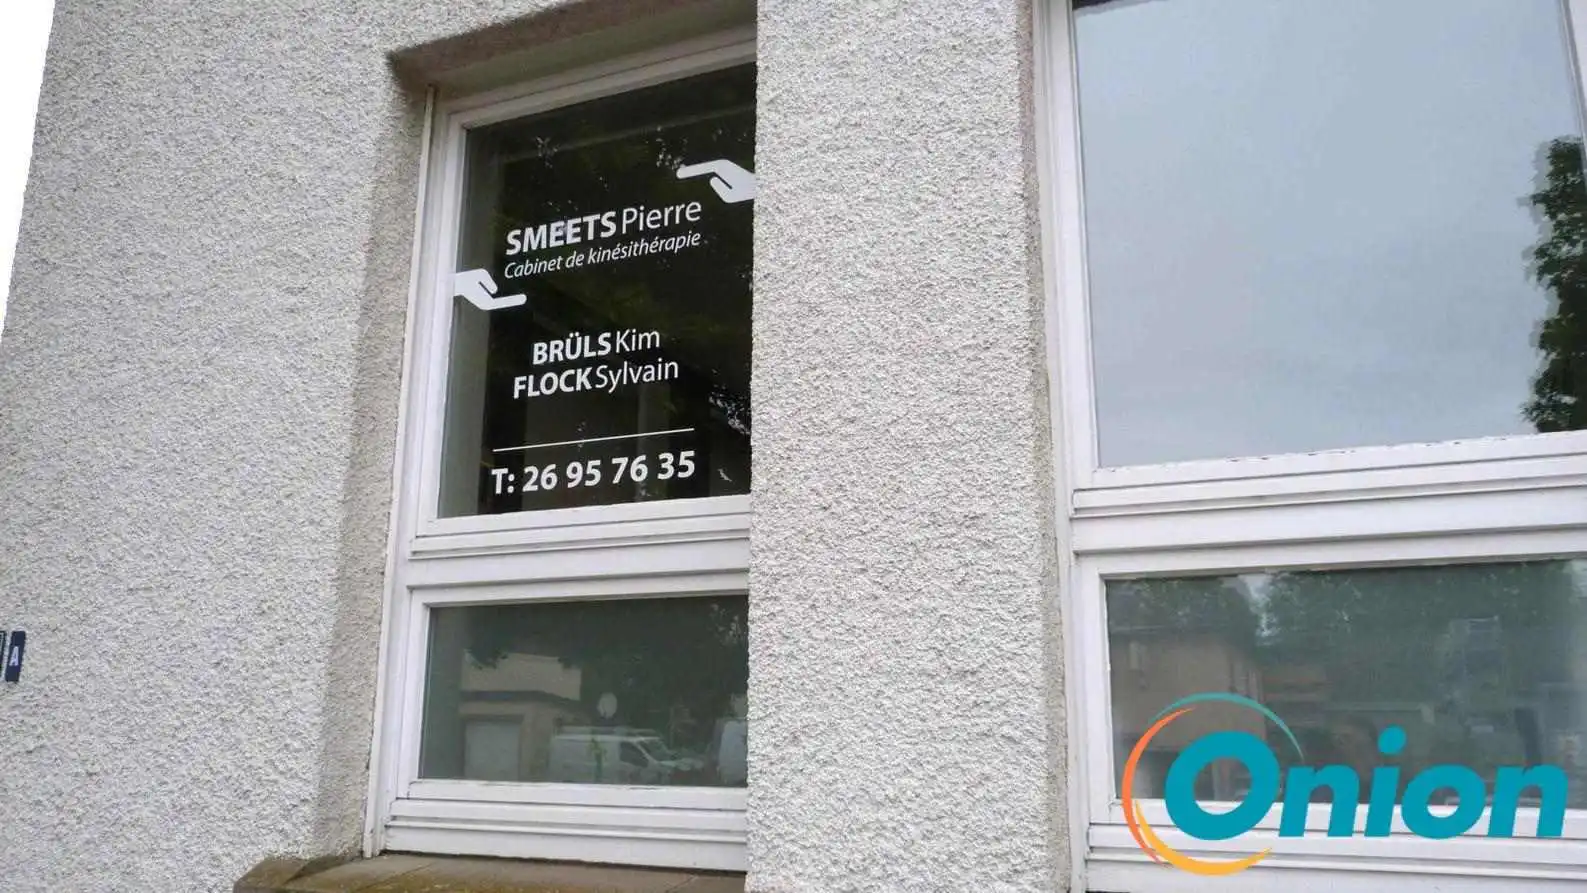 SMEETS Pierre
Cabinet de kinésithérapie
BRÜLS Kim
FLOCK Sylvain
T: 26 95 76 35
A
Onion